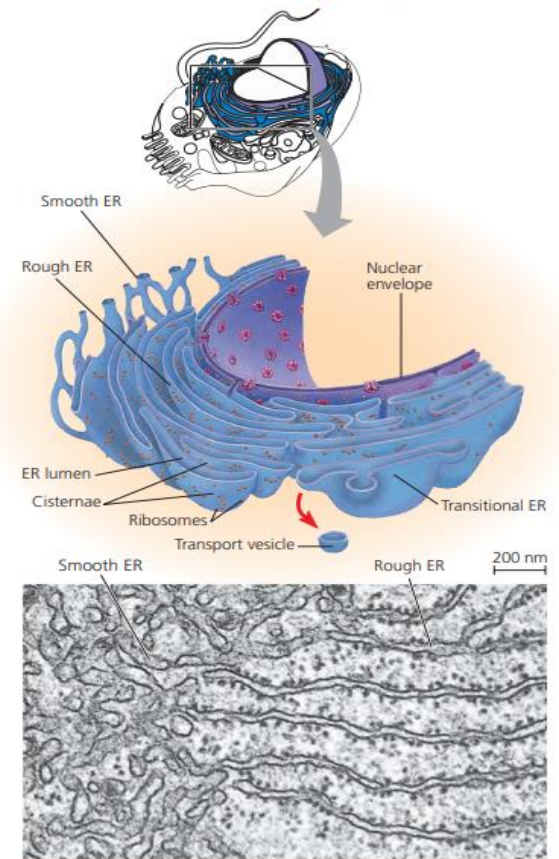 Smooth ER
Rough ER
Nuclear
envelope
ER lumen
Cisternae
Ribosomes
Transitional ER
Transport vesicle
200 nm
Smooth ER
Rough ER